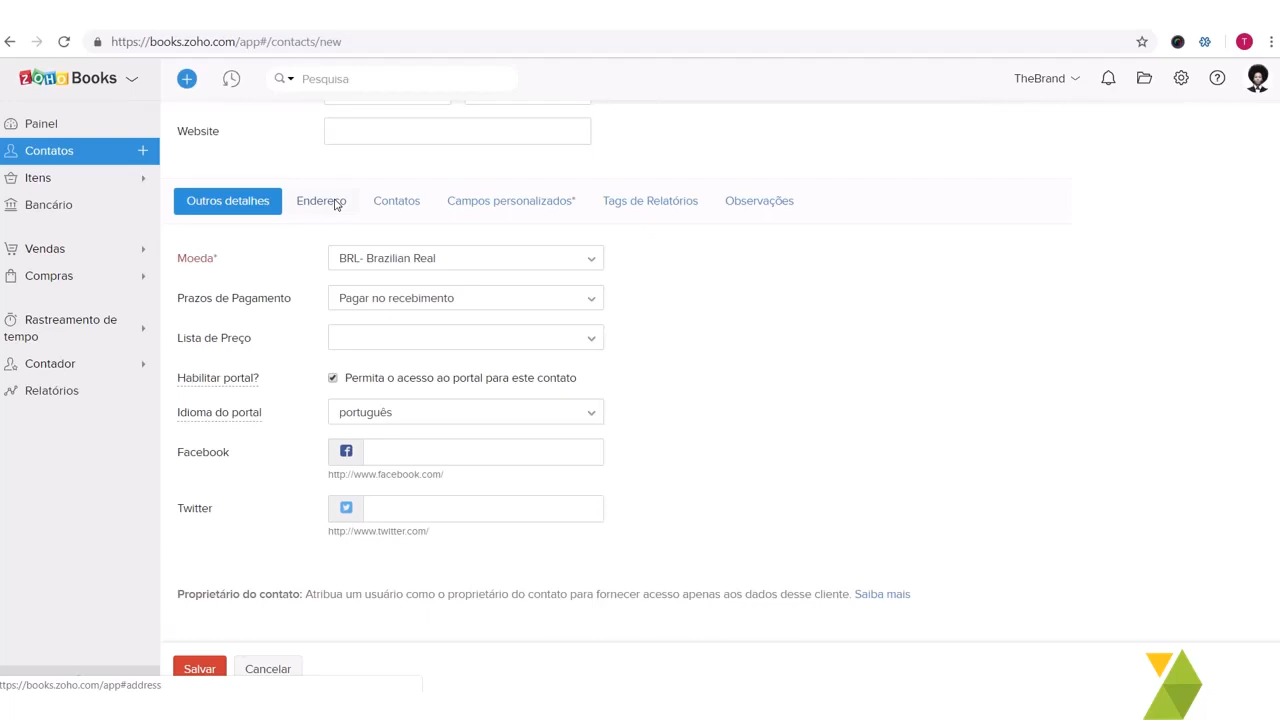 https://books.zoho.com/app#/contacts/new
T
ZOHO Books
Pesquisa
TheBrand
Painel
Contatos
Itens
Bancário
Vendas
Compras
Rastreamento de
tempo
Contador
Relatórios
Website
Outros detalhes
Endereço
Contatos
Campos personalizados*
Tags de Relatórios
Observações
Moeda*
BRL- Brazilian Real
Prazos de Pagamento
Pagar no recebimento
Lista de Preço
Habilitar portal?
Permita o acesso ao portal para este contato
Idioma do portal
português
Facebook
http://www.facebook.com/
Twitter
http://www.twitter.com/
Proprietário do contato: Atribua um usuário como o proprietário do contato para fornecer acesso apenas aos dados desse cliente. Saiba mais
Salvar
Cancelar
ttps://books.zoho.com/app#address